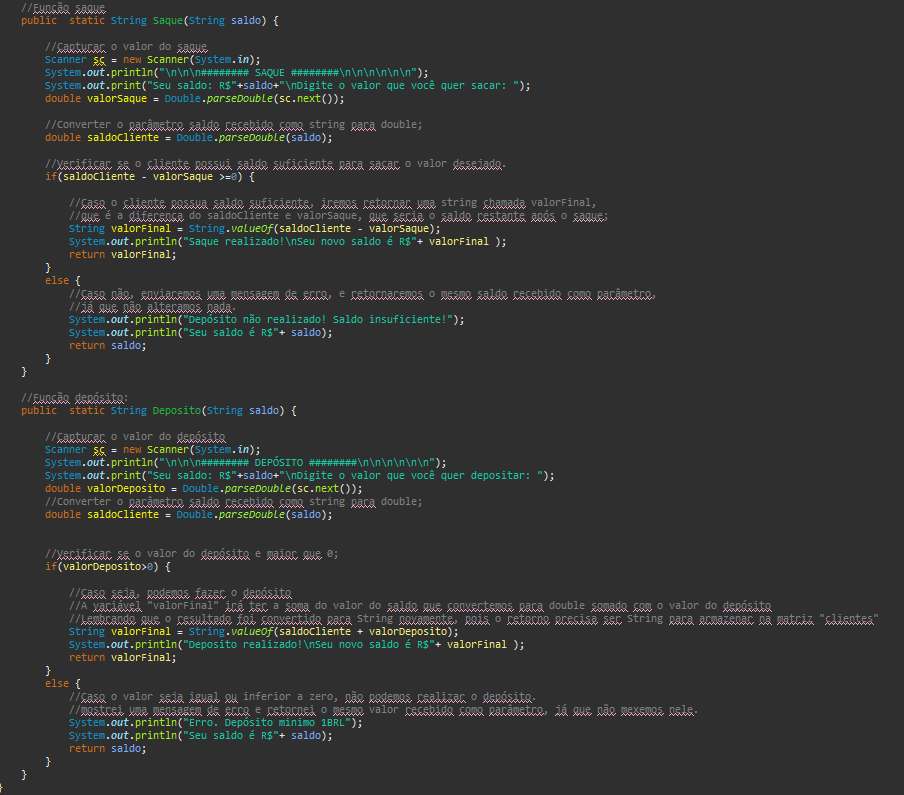 //Função saque
public  static String Saque(String saldo) {
//Capturar o valor do saque
Scanner sc = new Scanner(System.in);
System.out.println("\n\n\n######## SAQUE ########\n\n\n\n\n\n");
System.out.print("Seu saldo: R$"+saldo+"\nDigite o valor que você quer sacar: ");
double valorSaque = Double.parseDouble(sc.next());
//Converter o parâmetro saldo recebido como string para double;
double saldoCliente = Double.parseDouble(saldo);
//Verificar se o cliente possui saldo suficiente para sacar o valor desejado.
if(saldoCliente - valorSaque >=0) {
//Caso o cliente possua saldo suficiente, iremos retornar uma string chamada valorFinal,
//que é a diferença do saldoCliente e valorSaque, que seria o saldo restante após o saque;
String valorFinal = String.valueOf(saldoCliente - valorSaque);
System.out.println("Saque realizado!\nSeu novo saldo é R$"+ valorFinal );
return valorFinal;
}
else {
//Caso não, enviaremos uma mensagem de erro, e retornaremos o mesmo saldo recebido como parâmetro,
//já que não alteramos nada.
System.out.println("Depósito não realizado! Saldo insuficiente!");
System.out.println("Seu saldo é R$"+ saldo);
return saldo;
}
}
//Função depósito:
public  static String Deposito(String saldo) {
//Capturar o valor do depósito
Scanner sc = new Scanner(System.in);
System.out.println("\n\n\n######## DEPÓSITO ########\n\n\n\n\n\n");
System.out.print("Seu saldo: R$"+saldo+"\nDigite o valor que você quer depositar: ");
double valorDeposito = Double.parseDouble(sc.next());
//Converter o parâmetro saldo recebido como string para double;
double saldoCliente = Double.parseDouble(saldo);
//Verificar se o valor do depósito e maior que 0;
if(valorDeposito>0) {
//Caso seja, podemos fazer o depósito
//A variável "valorFinal" irá ter a soma do valor do saldo que convertemos para double somado com o valor do depósito
//Lembrando que o resultado foi convertido para String novamente, pois o retorno precisa ser String para armazenar na matriz "clientes"
String valorFinal = String.valueOf(saldoCliente + valorDeposito);
System.out.println("Deposito realizado!\nSeu novo saldo é R$"+ valorFinal );
return valorFinal;
}
else {
//Caso o valor seja igual ou inferior a zero, não podemos realizar o depósito.
//mostrei uma mensagem de erro e retornei o mesmo valor recebido como parâmetro, já que não mexemos nele.
System.out.println("Erro. Depósito minimo 1BRL");
System.out.println("Seu saldo é R$"+ saldo);
return saldo;
}
}
}